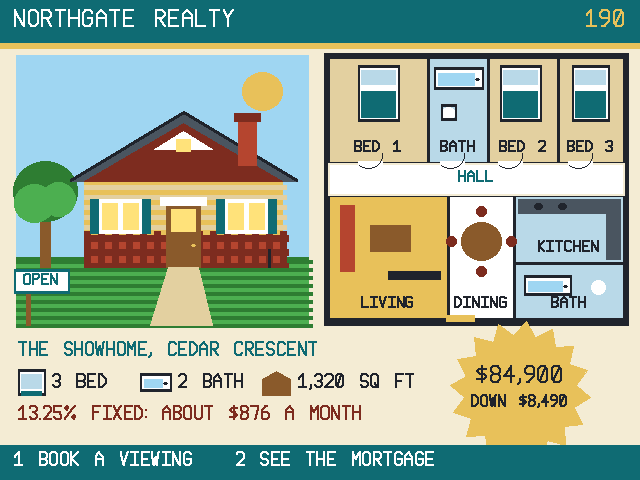 NORTHGATE REALTY 190
BED 1 BATH BED 2 BED 3
HALL
KITCHEN
OPEN
LIVING DINING BATH
THE SHOWHOME, CEDAR CRESCENT
3 BED 2 BATH 1,320 SQ FT
13.25% FIXED: ABOUT $876 A MONTH
$84,900
DOWN $8,490
1 BOOK A VIEWING 2 SEE THE MORTGAGE